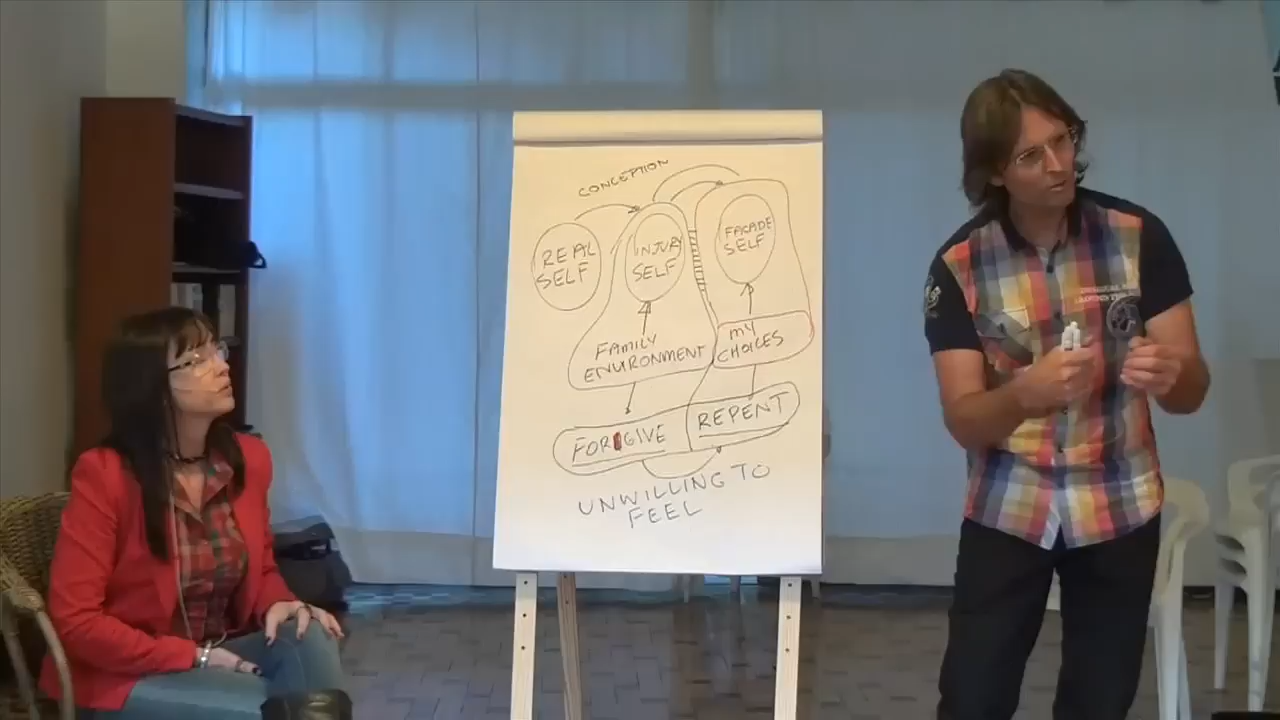 CONCEPTION
REAL
SELF
INJURY
SELF
FACADE
SELF
FAMILY
ENVIRONMENT
MY
CHOICES
FORGIVE
REPENT
UNWILLING TO
FEEL